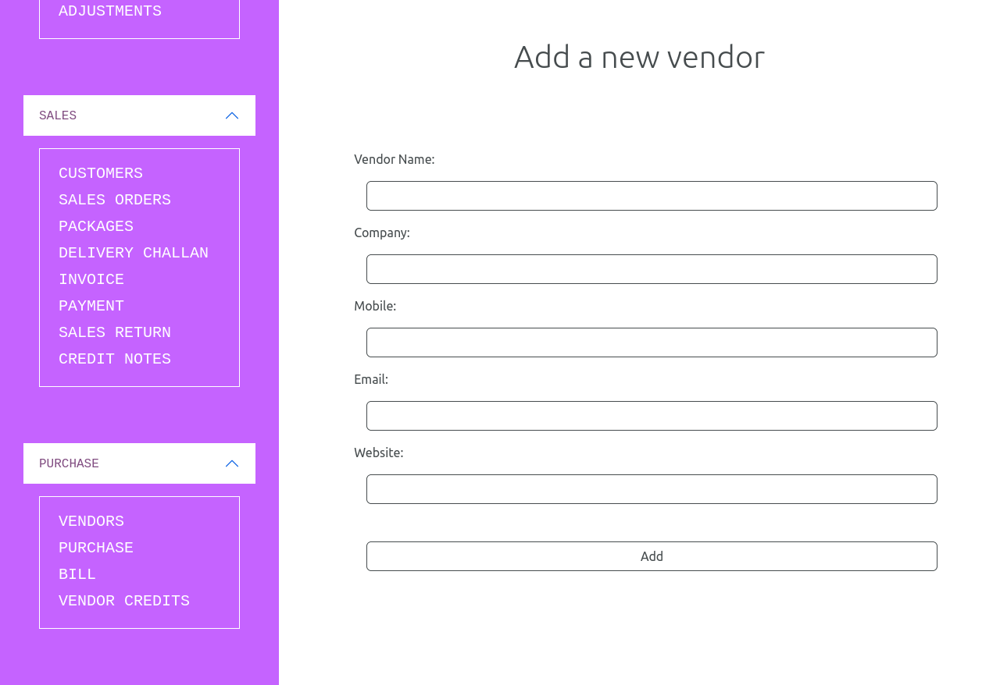 ADJUSTMENTS
SALES
CUSTOMERS
SALES ORDERS
PACKAGES
DELIVERY CHALLAN
INVOICE
PAYMENT
SALES RETURN
CREDIT NOTES
PURCHASE
VENDORS
PURCHASE
BILL
VENDOR CREDITS
Add a new vendor
Vendor Name:
Company:
Mobile:
Email:
Website:
Add